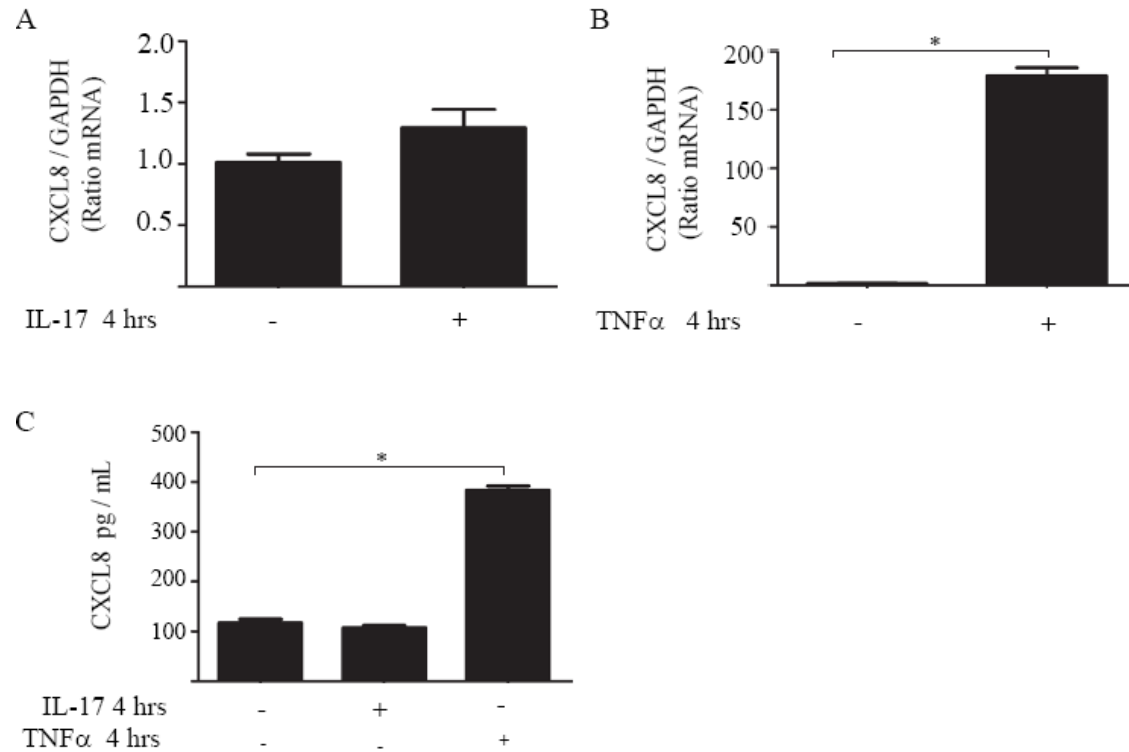 A
CXCL8 / GAPDH
(Ratio mRNA)
2.0
1.5
1.0
0.5
IL-17 4 hrs - +
B
CXCL8 / GAPDH
(Ratio mRNA)
200
150
100
50
*
TNFα 4 hrs - +
C
CXCL8 pg / mL
500
400
300
200
100
*
IL-17 4 hrs - + -
TNFα 4 hrs - - +